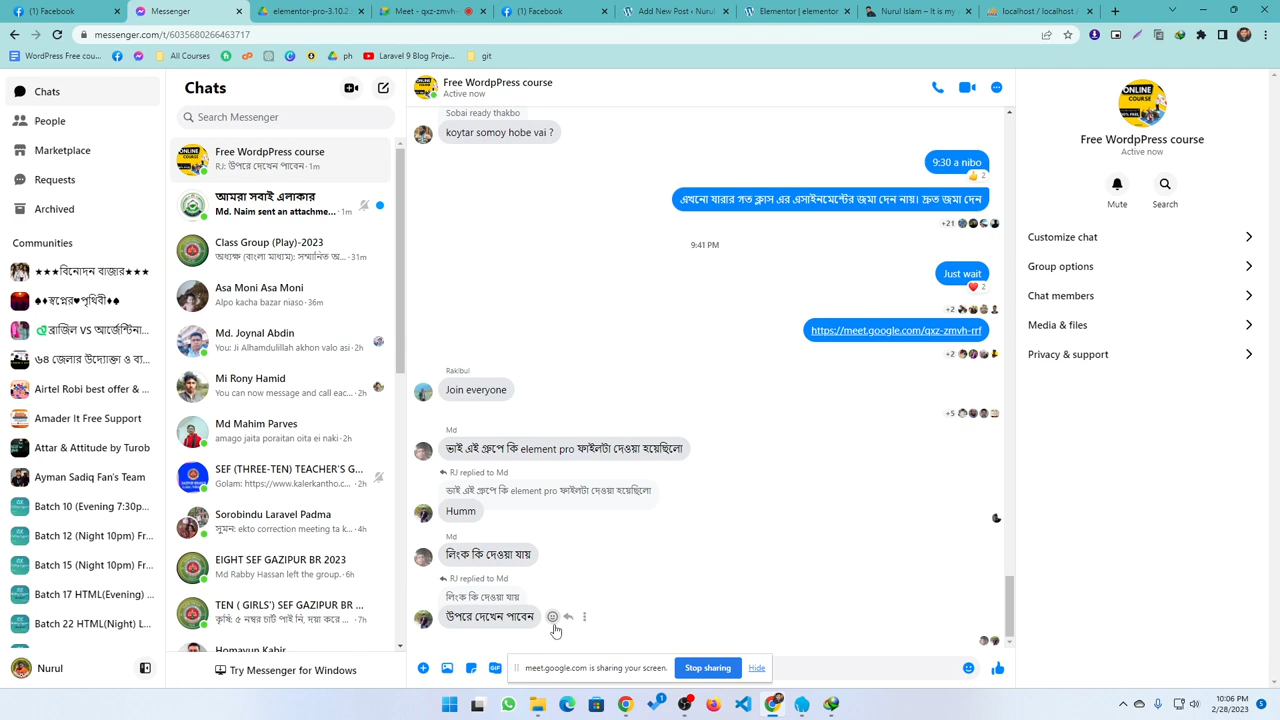 Facebook
Messenger
elementor-pro-3.10.2
Meet - qxz-zmvh-
Facebook
Add New Post ‹ Nurul
Elementor | elementor
Nurul Islam – It is my
localhost / localhost
messenger.com/t/6035680266463717
WordPress Free cou...
All Courses
ph
Laravel 9 Blog Projec...
git
Chats
People
Marketplace
Requests
Archived
Communities
★★★বিনোদন বাজার★★★
♠♦স্বপ্নের♥পৃথিবী♦♠
ব্রাজিল VS আর্জেন্টিনা...
৬৪ জেলার উদ্যোক্তা ও ব্য...
Airtel Robi best offer & ...
Amader It Free Support
Attar & Attitude by Turob
Ayman Sadiq Fan's Team
Batch 10 (Evening 7:30p...
Batch 12 (Night 10pm) Fr...
Batch 15 (Night 10pm) Fr...
Batch 17 HTML(Evening) ...
Batch 22 HTML(Night) L...
Nurul
Chats
Search Messenger
Free WordpPress course
RJ: উপরে দেখেন পাবেন · 1m
আমরা সবাই এলাকার
Md. Naim sent an attachme... · 1m
Class Group (Play)-2023
অধ্যক্ষ (বাংলা মাধ্যম): সম্মানিত অ... · 31m
Asa Moni Asa Moni
Alpo kacha bazar niaso · 36m
Md. Joynal Abdin
You: Ji Alhamdulillah akhon valo asi · 2h
Mi Rony Hamid
You can now message and call eac... · 2h
Md Mahim Parves
amago jaita poraitan oita ei naki · 2h
SEF (THREE-TEN) TEACHER'S G...
Golam: https://www.kalerkantho.c... · 2h
Sorobindu Laravel Padma
সুমন: ekto correction meeting ta k... · 4h
EIGHT SEF GAZIPUR BR 2023
Md Rabby Hassan left the group. · 6h
TEN ( GIRLS') SEF GAZIPUR BR ...
কৃষি: ৫ নম্বর চার্ট পাই নি, দয়া করে ... · 7h
Homayun Kabir
Try Messenger for Windows
Free WordpPress course
Active now
Sobai ready thakbo
koytar somoy hobe vai ?
9:30 a nibo
2
এখনো যারার গত ক্লাস এর এসাইনমেন্টের জমা দেন নায়। দ্রুত জমা দেন
+21
9:41 PM
Just wait
2
+2
https://meet.google.com/qxz-zmvh-rrf
+2
Rakibul
Join everyone
+5
Md
ভাই এই গ্রুপে কি element pro ফাইলটা দেওয়া হয়েছিলো
RJ replied to Md
ভাই এই গ্রুপে কি element pro ফাইলটা দেওয়া হয়েছিলো
Humm
Md
লিংক কি দেওয়া যায়
RJ replied to Md
লিংক কি দেওয়া যায়
উপরে দেখেন পাবেন
GIF
meet.google.com is sharing your screen.
Stop sharing
Hide
ONLINE
COURSE
Free WordpPress course
Active now
Mute
Search
Customize chat
Group options
Chat members
Media & files
Privacy & support
10:06 PM
2/28/2023